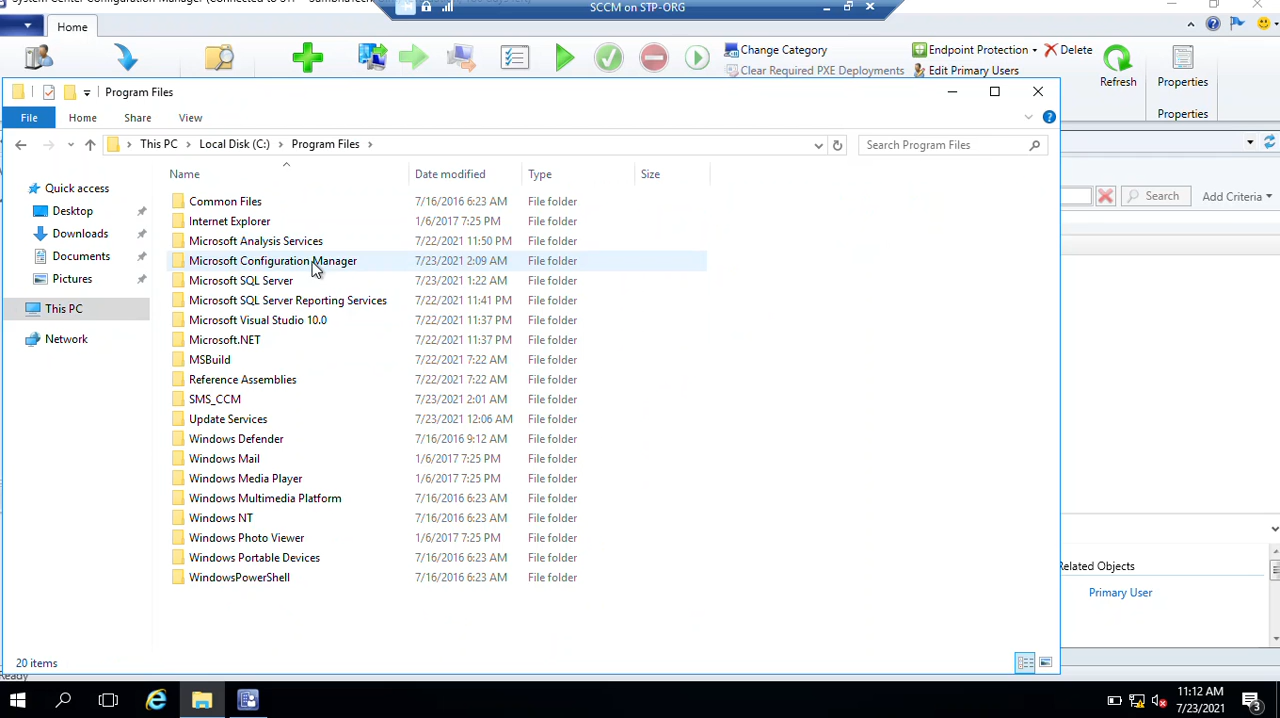 SCCM on STP-ORG
Home
Change Category
Endpoint Protection
Delete
Clear Required PXE Deployments
Edit Primary Users
Refresh
Properties
Properties
Program Files
File
Home
Share
View
This PC
Local Disk (C:)
Program Files
Search Program Files
Search
Add Criteria
Name
Date modified
Type
Size
Quick access
Desktop
Downloads
Documents
Pictures
This PC
Network
Common Files 7/16/2016 6:23 AM File folder
Internet Explorer 1/6/2017 7:25 PM File folder
Microsoft Analysis Services 7/22/2021 11:50 PM File folder
Microsoft Configuration Manager 7/23/2021 2:09 AM File folder
Microsoft SQL Server 7/23/2021 1:22 AM File folder
Microsoft SQL Server Reporting Services 7/22/2021 11:41 PM File folder
Microsoft Visual Studio 10.0 7/22/2021 11:37 PM File folder
Microsoft.NET 7/22/2021 11:37 PM File folder
MSBuild 7/22/2021 7:22 AM File folder
Reference Assemblies 7/22/2021 7:22 AM File folder
SMS_CCM 7/23/2021 2:01 AM File folder
Update Services 7/23/2021 12:06 AM File folder
Windows Defender 7/16/2016 9:12 AM File folder
Windows Mail 1/6/2017 7:25 PM File folder
Windows Media Player 1/6/2017 7:25 PM File folder
Windows Multimedia Platform 7/16/2016 6:23 AM File folder
Windows NT 7/16/2016 6:23 AM File folder
Windows Photo Viewer 1/6/2017 7:25 PM File folder
Windows Portable Devices 7/16/2016 6:23 AM File folder
WindowsPowerShell 7/16/2016 6:23 AM File folder
Related Objects
Primary User
20 items
Ready
11:12 AM
7/23/2021
3